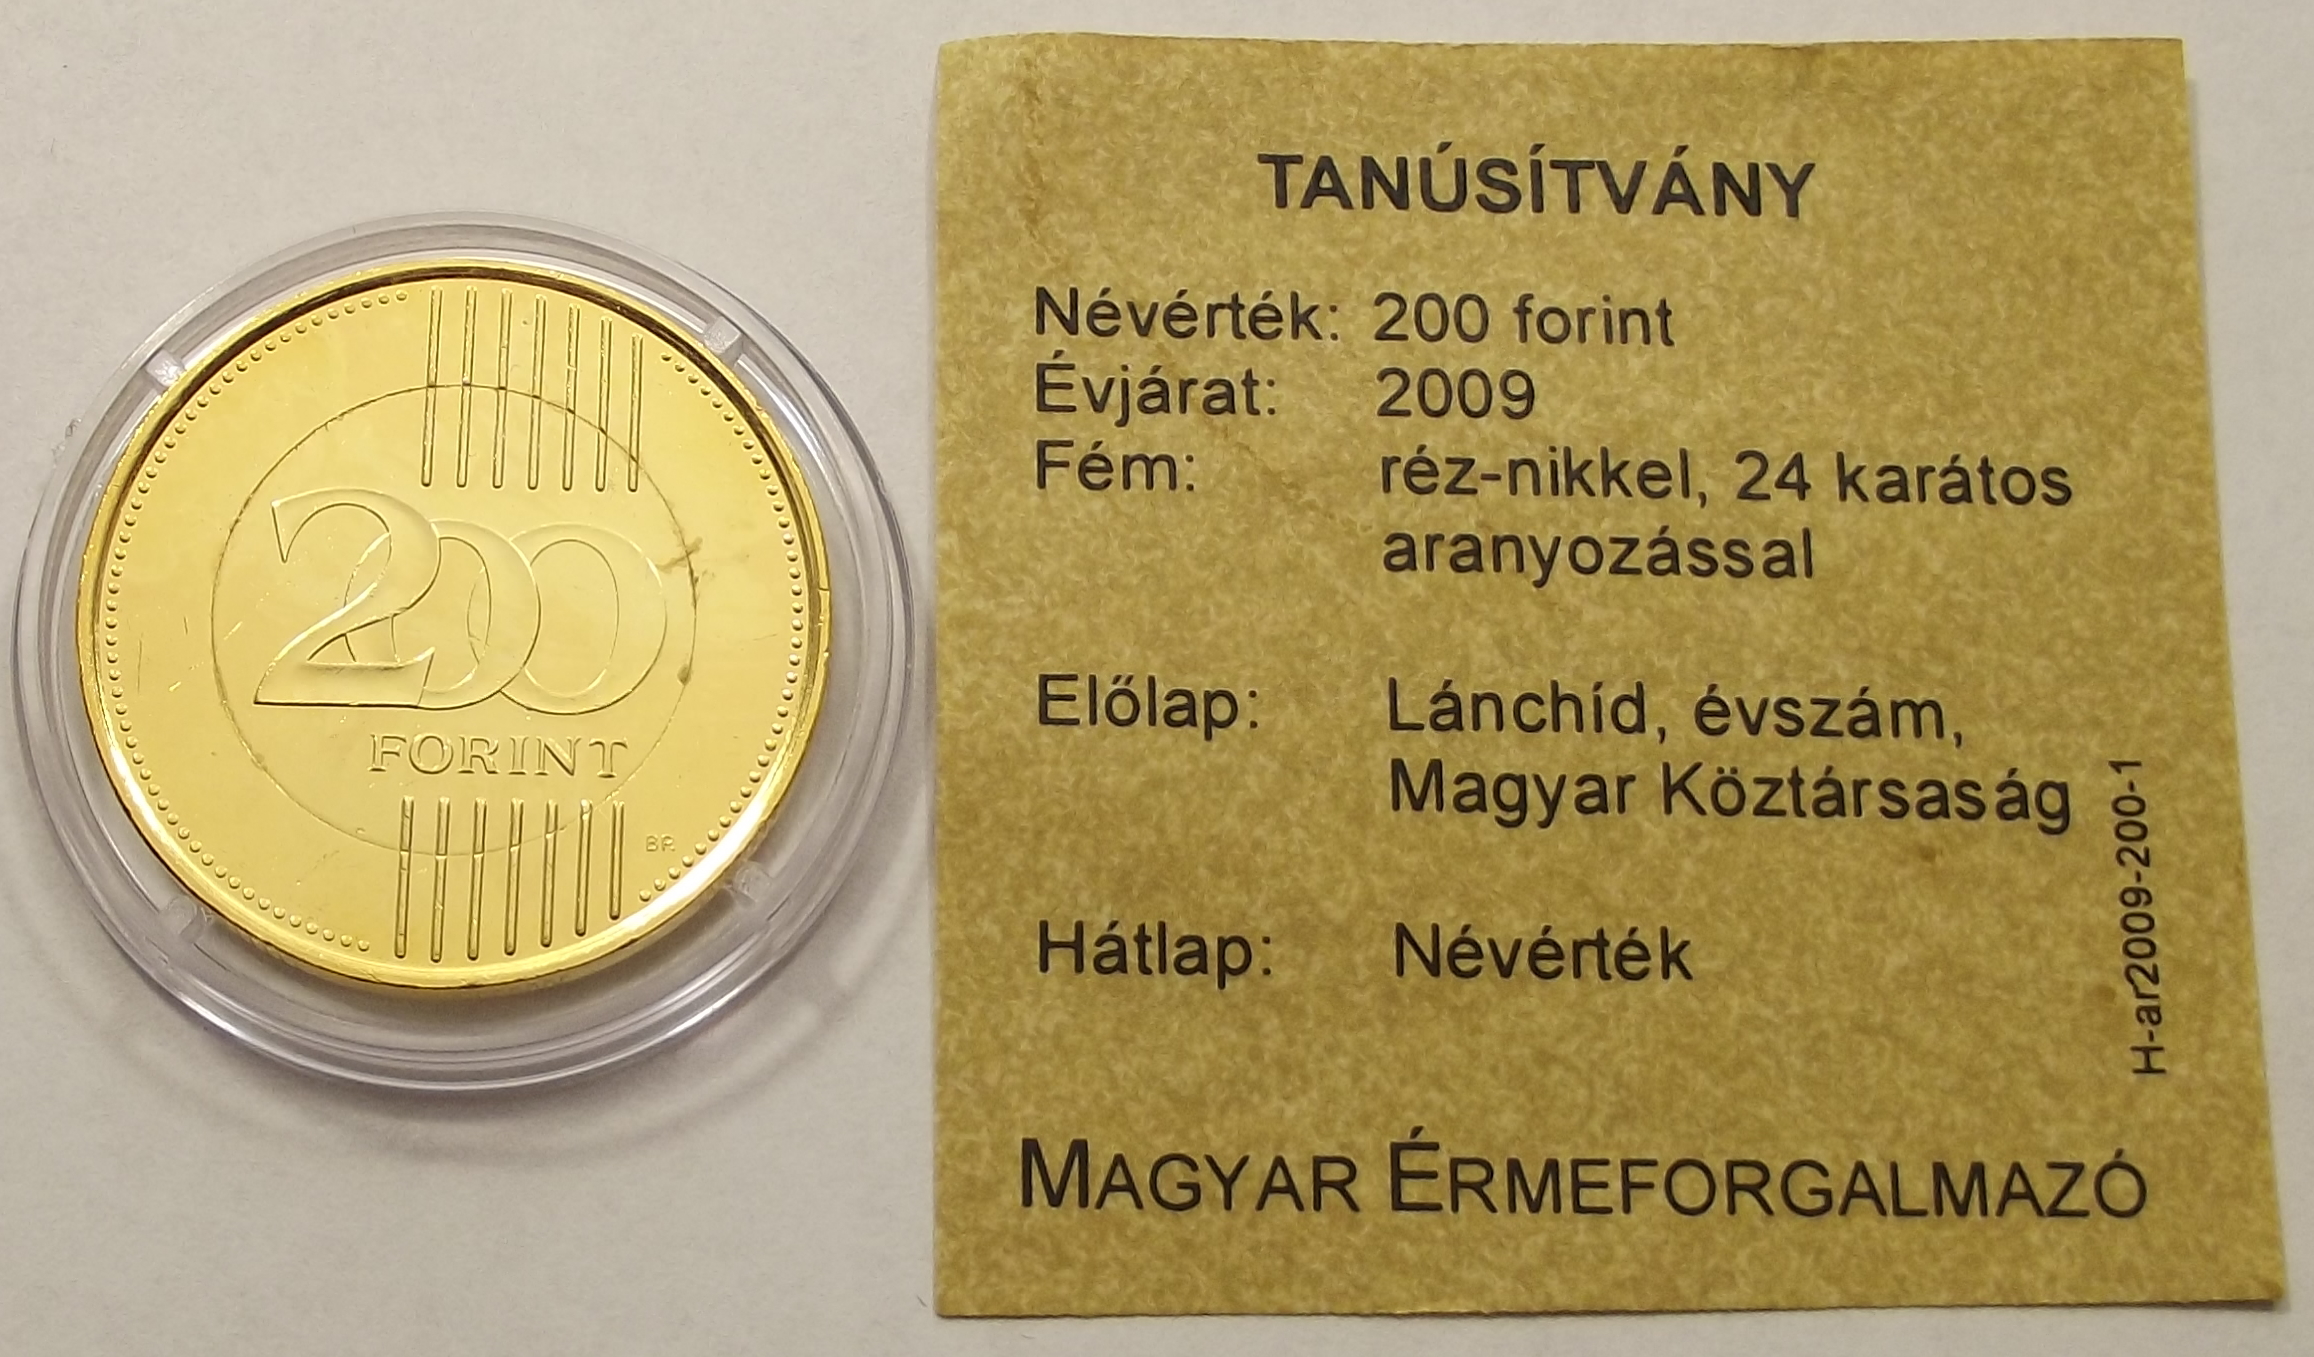 200
FORINT
BP.
TANÚSÍTVÁNY
Névérték: 200 forint
Évjárat: 2009
Fém: réz-nikkel, 24 karátos
aranyozással
Előlap: Lánchíd, évszám,
Magyar Köztársaság
Hátlap: Névérték
H-ar2009-200-1
MAGYAR ÉRMEFORGALMAZÓ